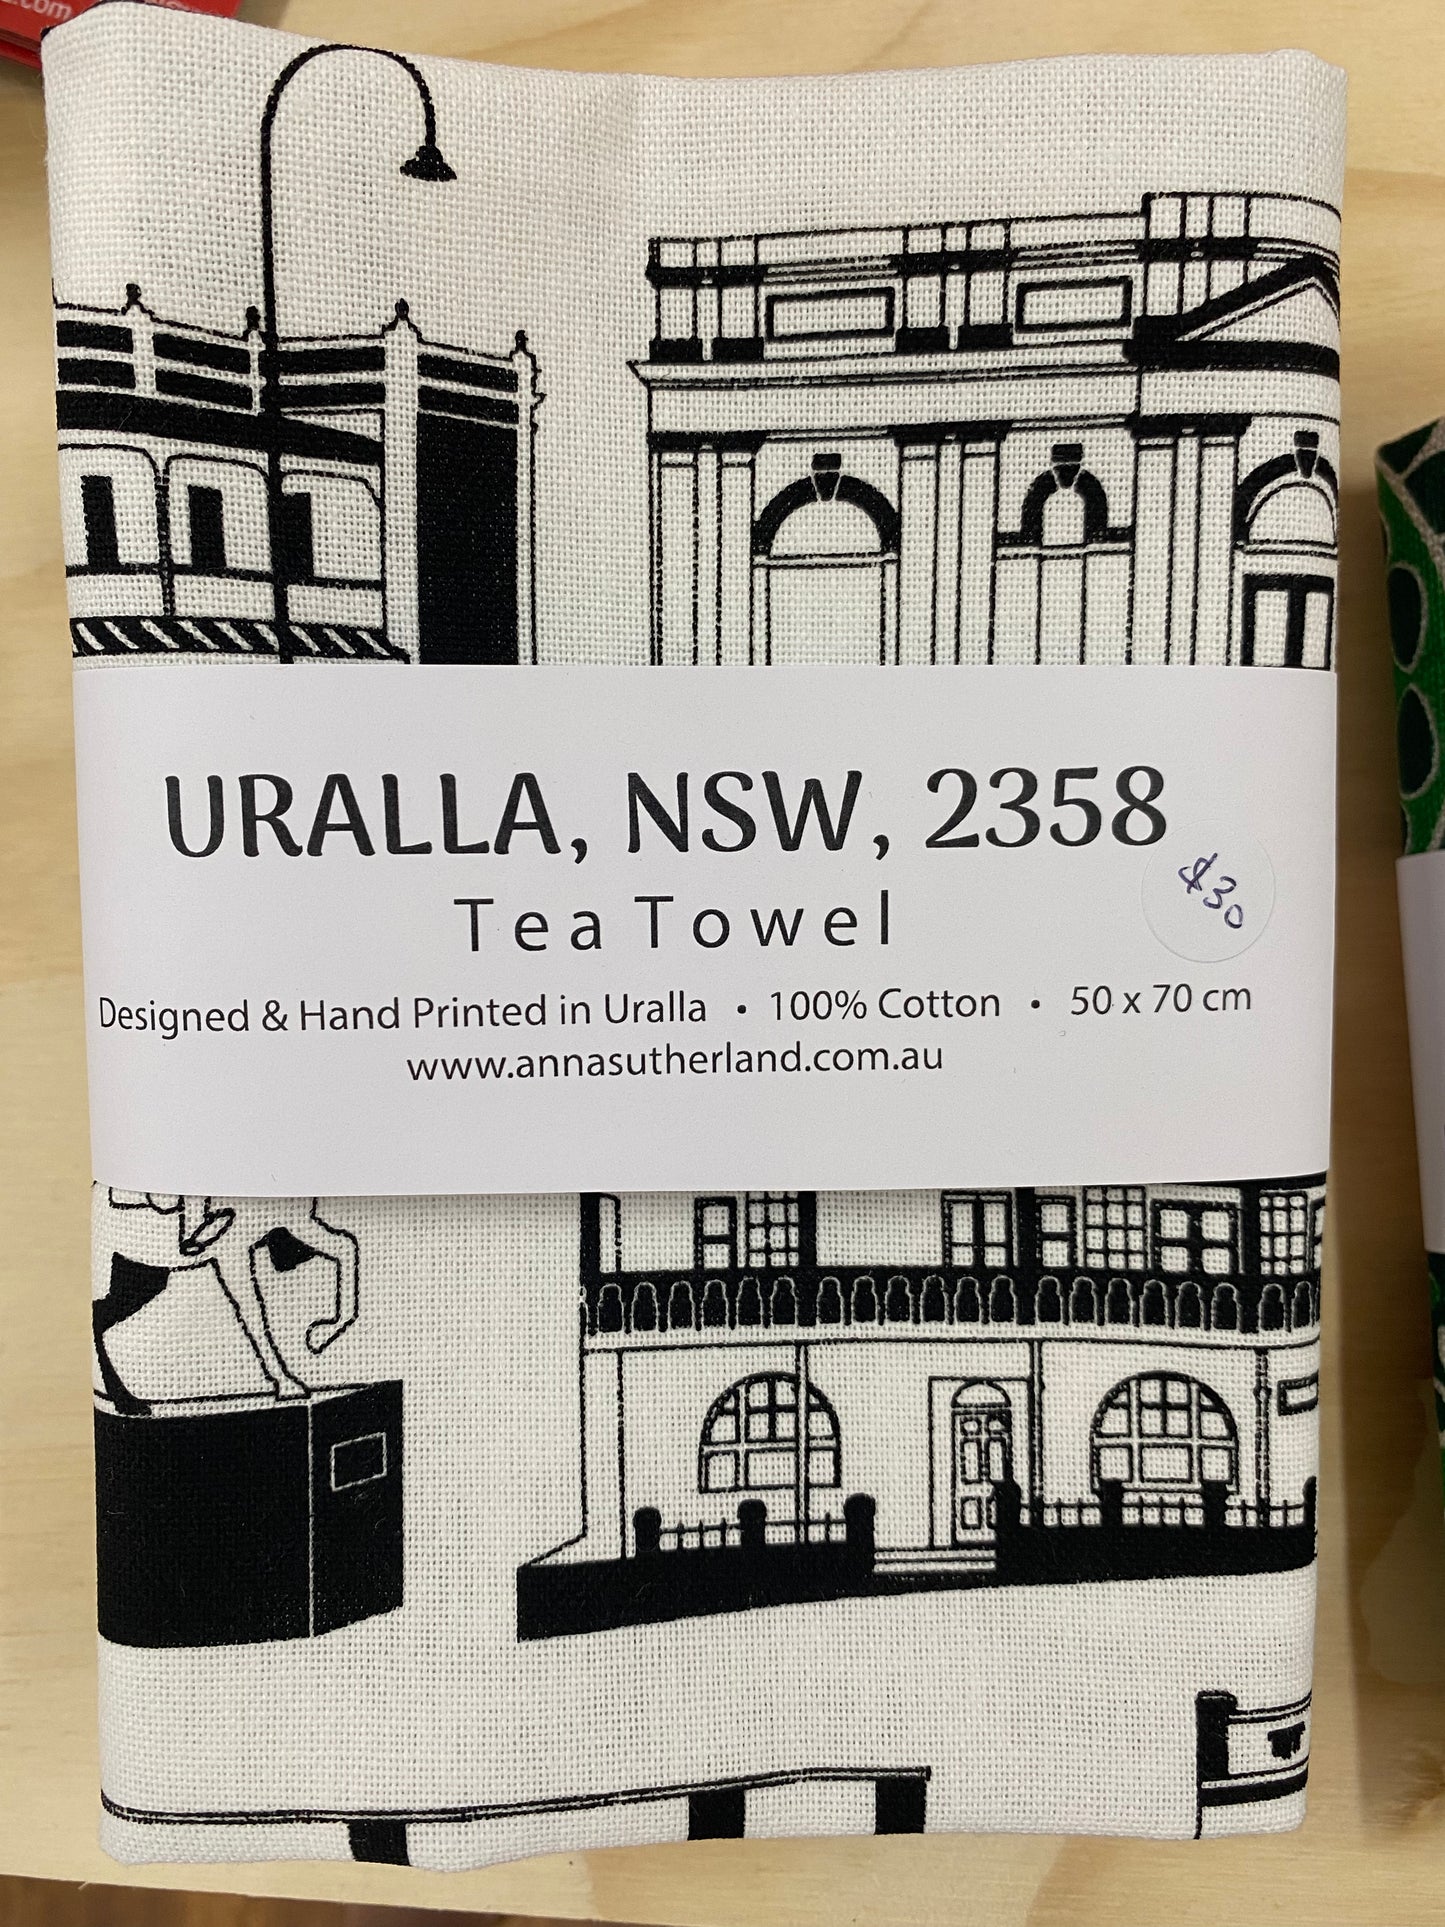 URALLA, NSW, 2358
$30
Tea Towel
Designed & Hand Printed in Uralla • 100% Cotton • 50 x 70 cm
www.annasutherland.com.au